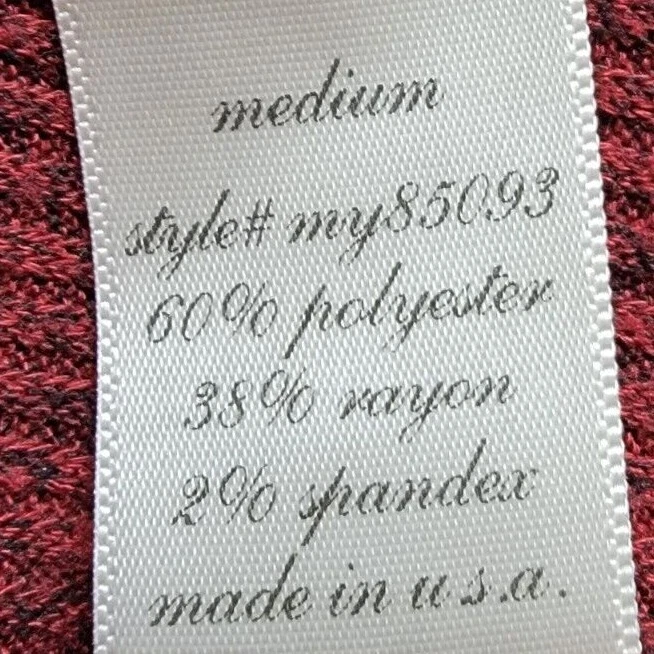 medium
style# my85093
60% polyester
38% rayon
2% spandex
made in u.s.a.